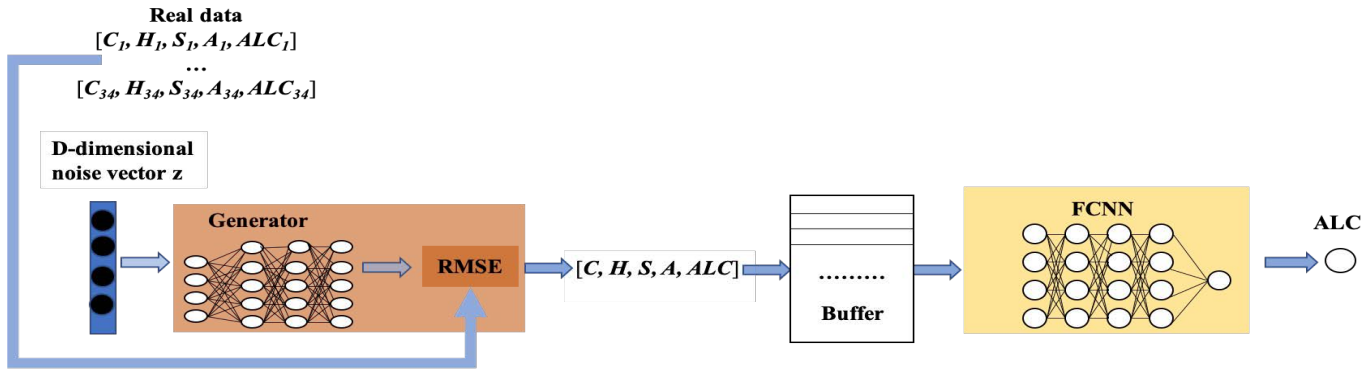 Real data
[C1, H1, S1, A1, ALC1]
...
[C34, H34, S34, A34, ALC34]
D-dimensional
noise vector z
Generator
RMSE
[C, H, S, A, ALC]
.........
Buffer
FCNN
ALC